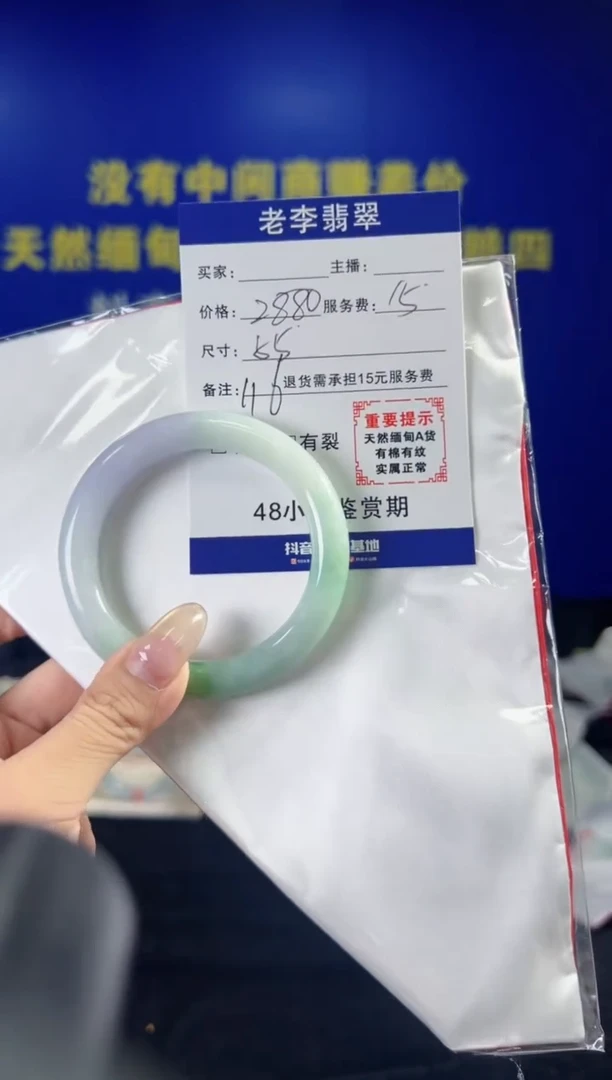 没有中间商赚差价
天然缅甸
四
老李翡翠
买家: 主播:
价格: 2880 服务费: 15
尺寸: 55
备注: 退货需承担15元服务费
有裂
重要提示
天然缅甸A货
有棉有纹
实属正常
48小 鉴赏期
抖音 基地